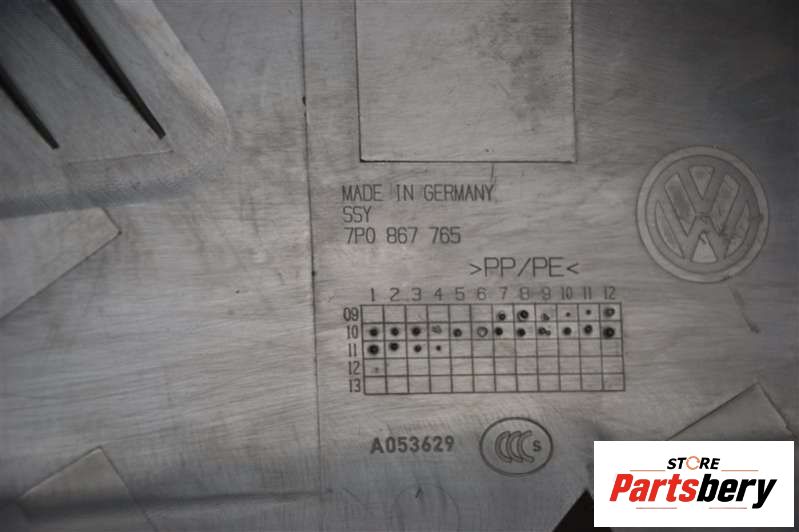 MADE IN GERMANY
SSY
7P0 867 765
>PP/PE<
1 2 3 4 5 6 7 8 9 10 11 12
09
10
11
12
13
A053629
CCC S
VW
STORE
Partsbery